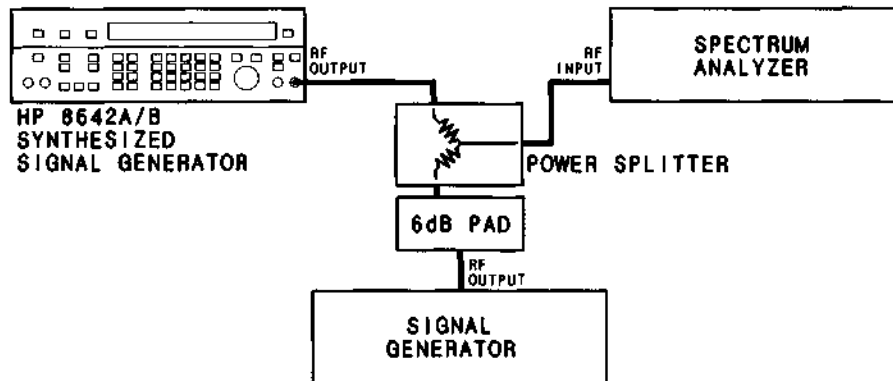 RF
OUTPUT
RF
INPUT
SPECTRUM
ANALYZER
HP 8642A/B
SYNTHESIZED
SIGNAL GENERATOR
POWER SPLITTER
6dB PAD
RF
OUTPUT
SIGNAL
GENERATOR